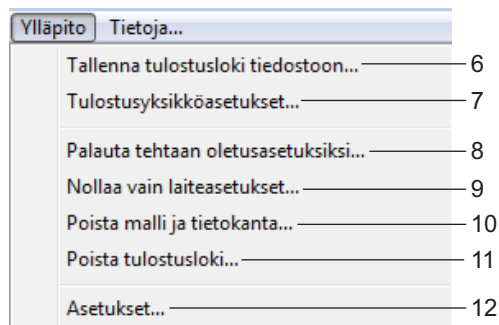 Ylläpito Tietoja...
Tallenna tulostusloki tiedostoon... 6
Tulostusyksikköasetukset... 7
Palauta tehtaan oletusasetuksiksi... 8
Nollaa vain laiteasetukset... 9
Poista malli ja tietokanta... 10
Poista tulostusloki... 11
Asetukset... 12